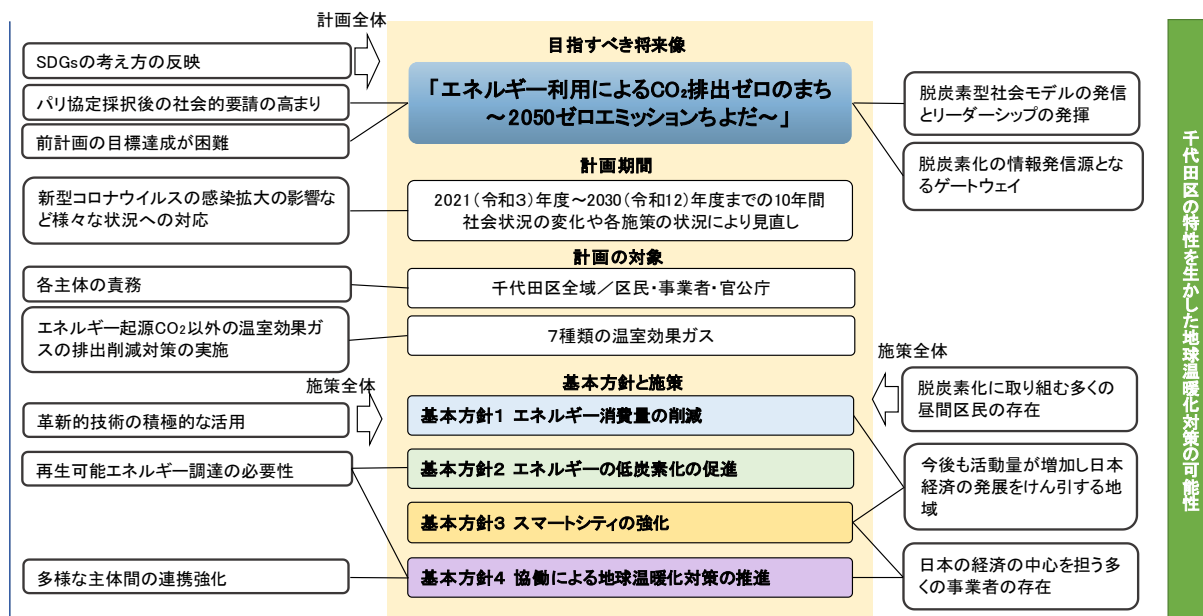 計画全体
SDGsの考え方の反映
パリ協定採択後の社会的要請の高まり
前計画の目標達成が困難
新型コロナウイルスの感染拡大の影響な
ど様々な状況への対応
各主体の責務
エネルギー起源CO₂以外の温室効果ガ
スの排出削減対策の実施
施策全体
革新的技術の積極的な活用
再生可能エネルギー調達の必要性
多様な主体間の連携強化
目指すべき将来像
「エネルギー利用によるCO₂排出ゼロのまち
～2050ゼロエミッションちよだ～」
計画期間
2021（令和3）年度～2030（令和12）年度までの10年間
社会状況の変化や各施策の状況により見直し
計画の対象
千代田区全域／区民・事業者・官公庁
7種類の温室効果ガス
基本方針と施策
基本方針1 エネルギー消費量の削減
基本方針2 エネルギーの低炭素化の促進
基本方針3 スマートシティの強化
基本方針4 協働による地球温暖化対策の推進
脱炭素型社会モデルの発信
とリーダーシップの発揮
脱炭素化の情報発信源とな
るゲートウェイ
施策全体
脱炭素化に取り組む多くの
昼間区民の存在
今後も活動量が増加し日本
経済の発展をけん引する地
域
日本の経済の中心を担う多
くの事業者の存在
千代田区の特性を生かした地球温暖化対策の可能性